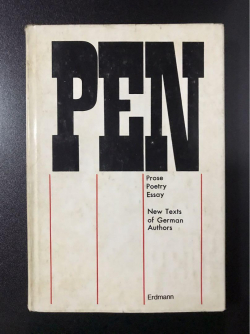 PEN
Prose
Poetry
Essay
New Texts
of German
Authors
Erdmann